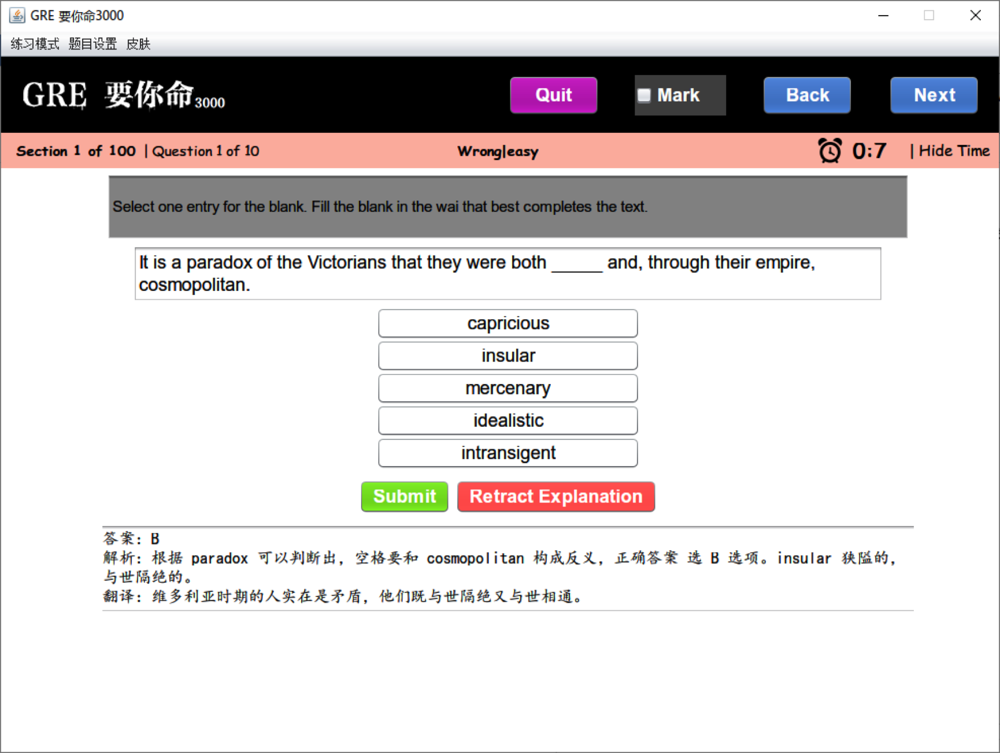 GRE 要你命3000
练习模式 题目设置 皮肤
GRE 要你命3000
Quit
Mark
Back
Next
Section 1 of 100 | Question 1 of 10
Wrong|easy
0:7
| Hide Time
Select one entry for the blank. Fill the blank in the wai that best completes the text.
It is a paradox of the Victorians that they were both _____ and, through their empire,
cosmopolitan.
capricious
insular
mercenary
idealistic
intransigent
Submit
Retract Explanation
答案：B
解析：根据 paradox 可以判断出，空格要和 cosmopolitan 构成反义，正确答案 选 B 选项。insular 狭隘的，
与世隔绝的。
翻译：维多利亚时期的人实在是矛盾，他们既与世隔绝又与世相通。